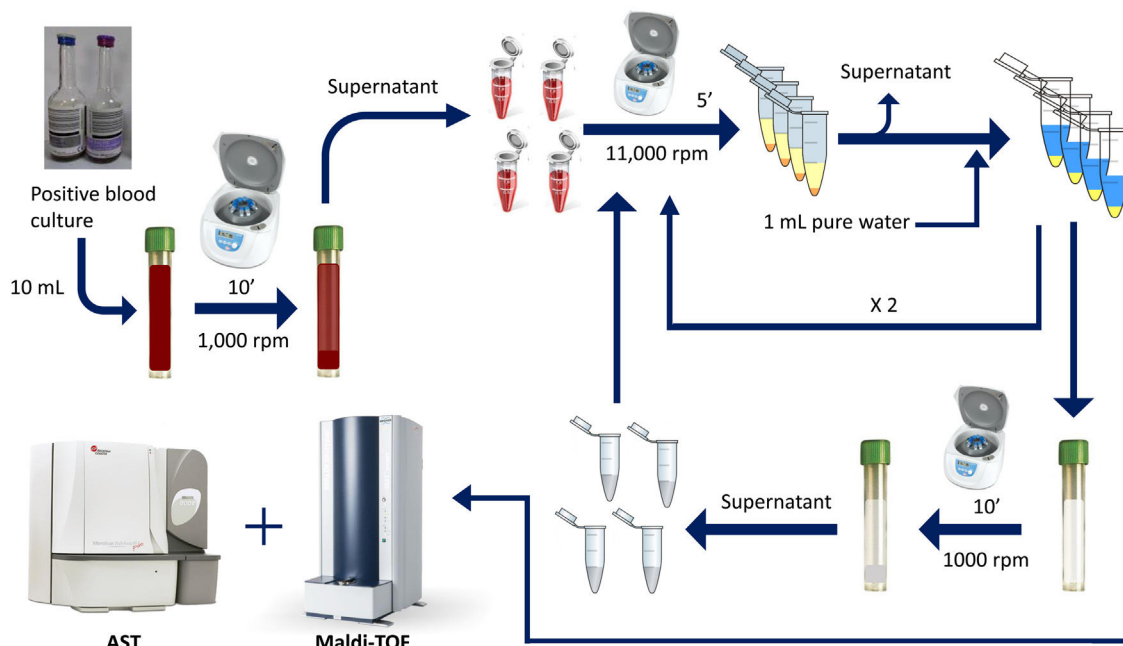 Positive blood
culture
10 mL
10’
1,000 rpm
Supernatant
5’
11,000 rpm
Supernatant
1 mL pure water
X 2
10’
1000 rpm
Supernatant
AST
Maldi-TOF